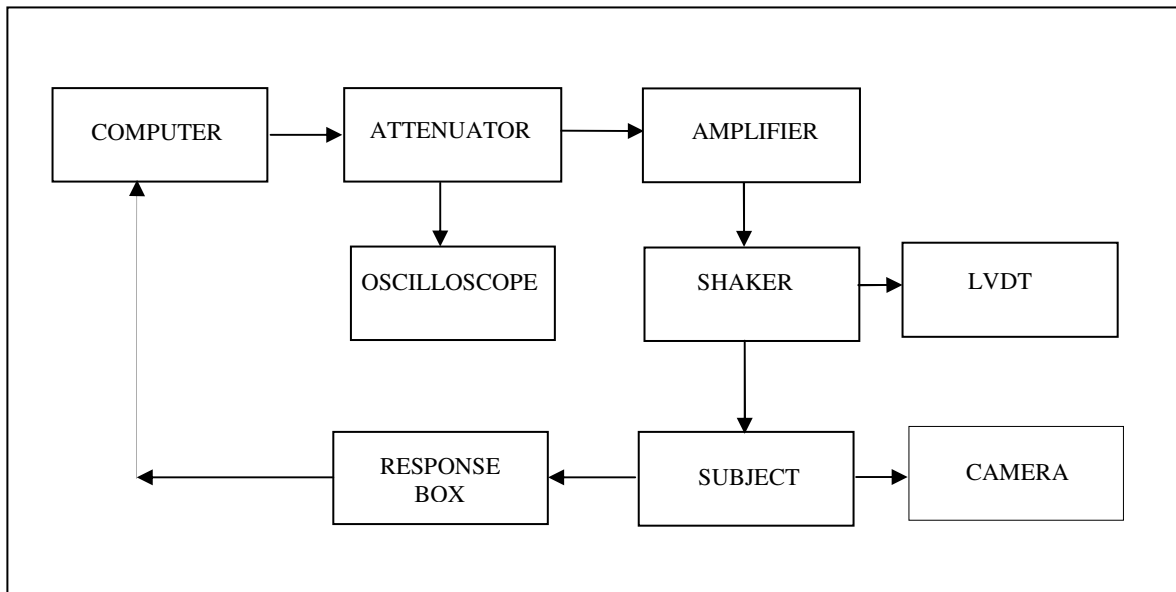 COMPUTER
ATTENUATOR
AMPLIFIER
OSCILLOSCOPE
SHAKER
LVDT
RESPONSE
BOX
SUBJECT
CAMERA